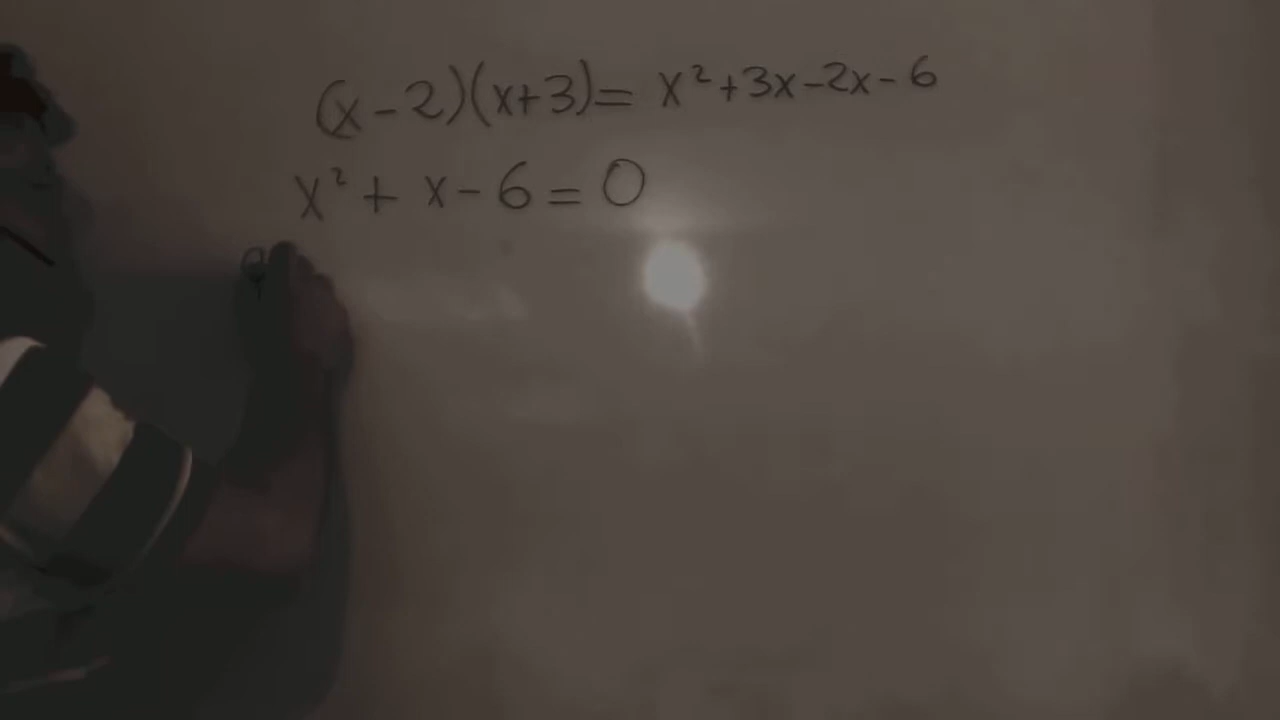 (x-2)(x+3)= x²+3x-2x-6
x² + x - 6 = 0